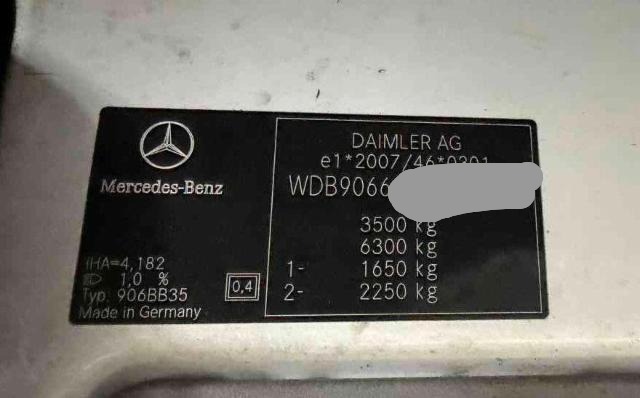 Mercedes-Benz
iHA=4,182
1,0 %
Typ: 906BB35
Made in Germany
0,4
DAIMLER AG
e1*2007/46*0301
WDB9066
3500 kg
6300 kg
1- 1650 kg
2- 2250 kg